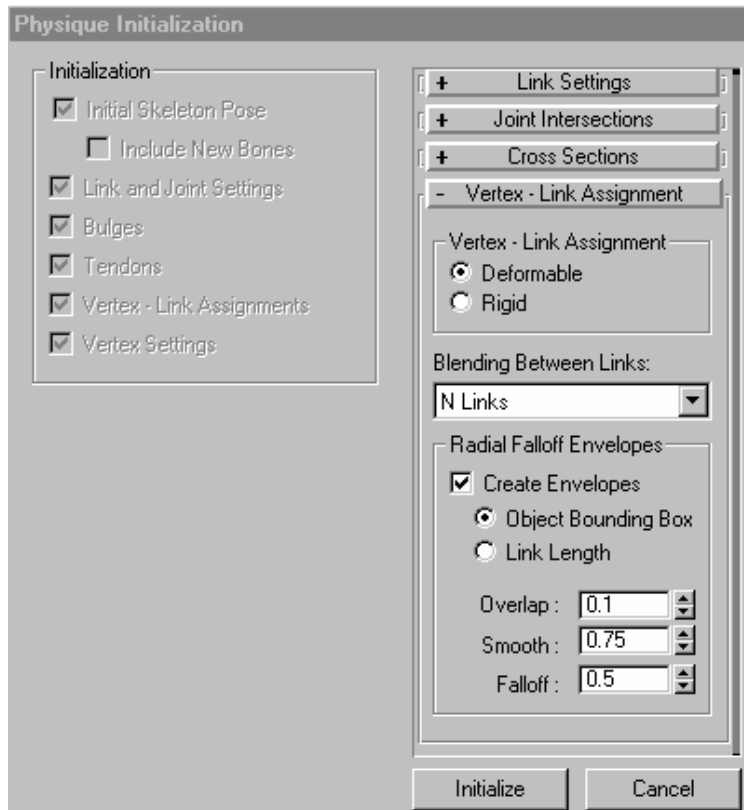 Physique Initialization
Initialization
Initial Skeleton Pose
Include New Bones
Link and Joint Settings
Bulges
Tendons
Vertex - Link Assignments
Vertex Settings
+ Link Settings
+ Joint Intersections
+ Cross Sections
- Vertex - Link Assignment
Vertex - Link Assignment
Deformable
Rigid
Blending Between Links:
N Links
Radial Falloff Envelopes
Create Envelopes
Object Bounding Box
Link Length
Overlap : 0.1
Smooth : 0.75
Falloff : 0.5
Initialize
Cancel